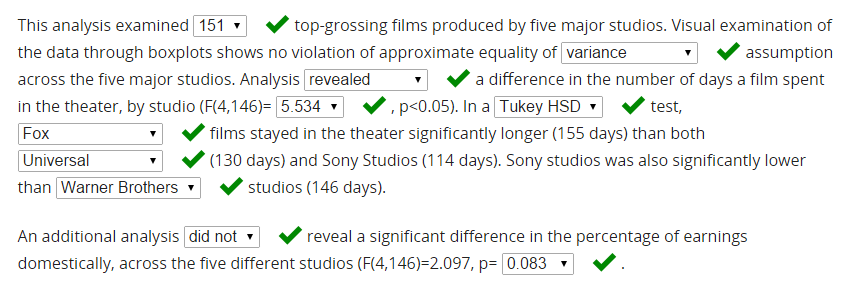 This analysis examined 151 top-grossing films produced by five major studios. Visual examination of
the data through boxplots shows no violation of approximate equality of variance assumption
across the five major studios. Analysis revealed a difference in the number of days a film spent
in the theater, by studio (F(4,146)= 5.534 , p<0.05). In a Tukey HSD test,
Fox films stayed in the theater significantly longer (155 days) than both
Universal (130 days) and Sony Studios (114 days). Sony studios was also significantly lower
than Warner Brothers studios (146 days).
An additional analysis did not reveal a significant difference in the percentage of earnings
domestically, across the five different studios (F(4,146)=2.097, p= 0.083 .